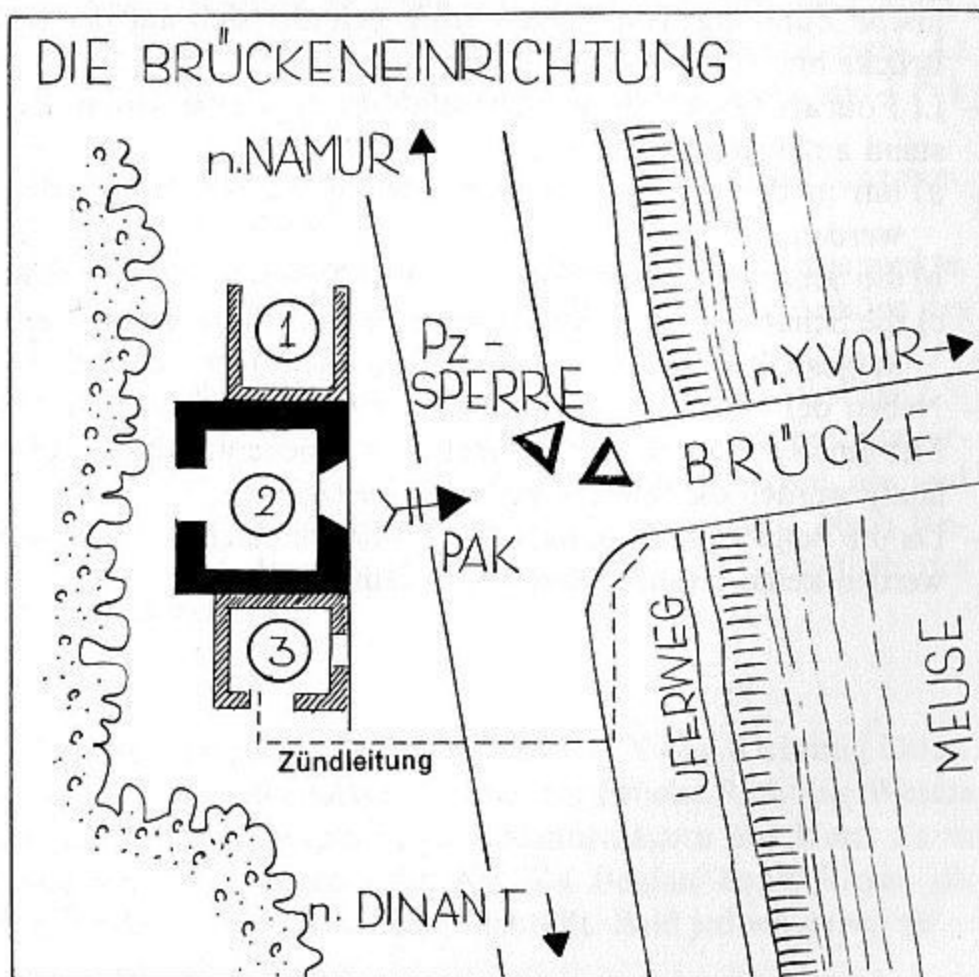 DIE BRÜCKENEINRICHTUNG
n. NAMUR
1
Pz-
SPERRE
n. YVOIR
BRÜCKE
2
PAK
3
UFERWEG
MEUSE
Zündleitung
n. DINANT